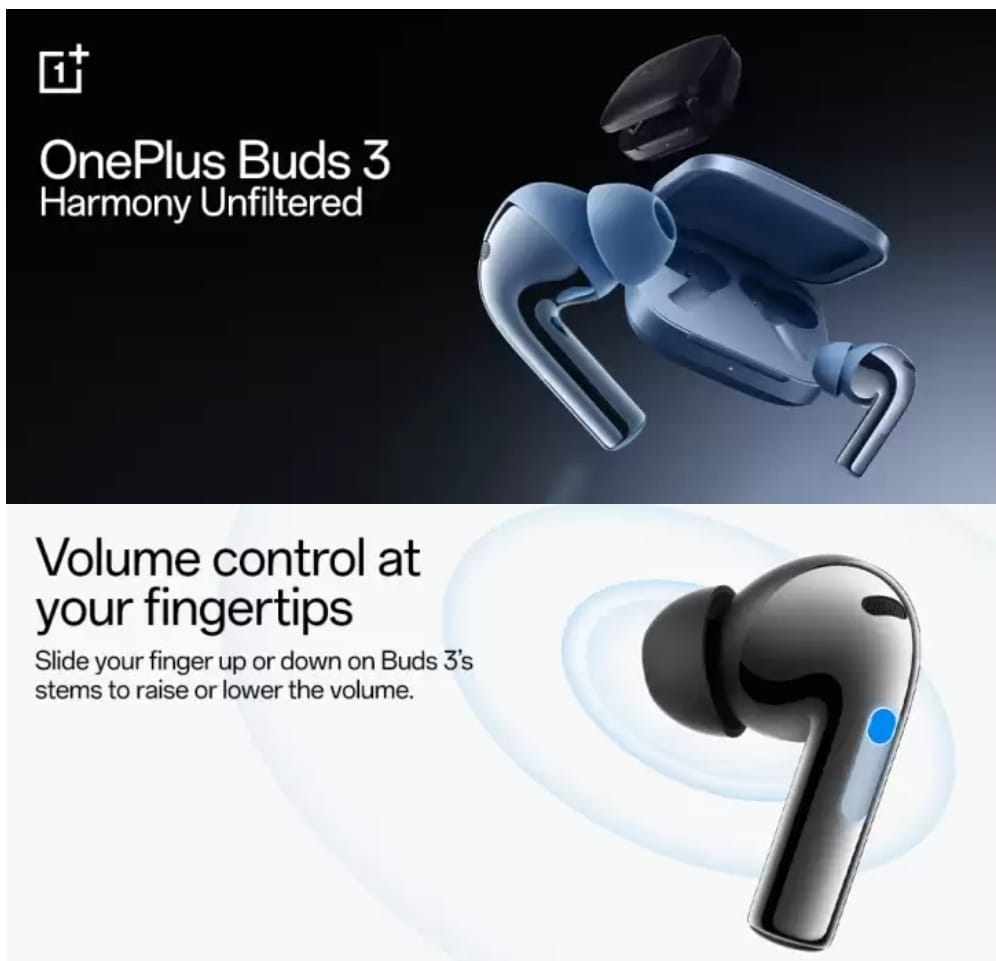 1+
OnePlus Buds 3
Harmony Unfiltered
Volume control at
your fingertips
Slide your finger up or down on Buds 3's
stems to raise or lower the volume.